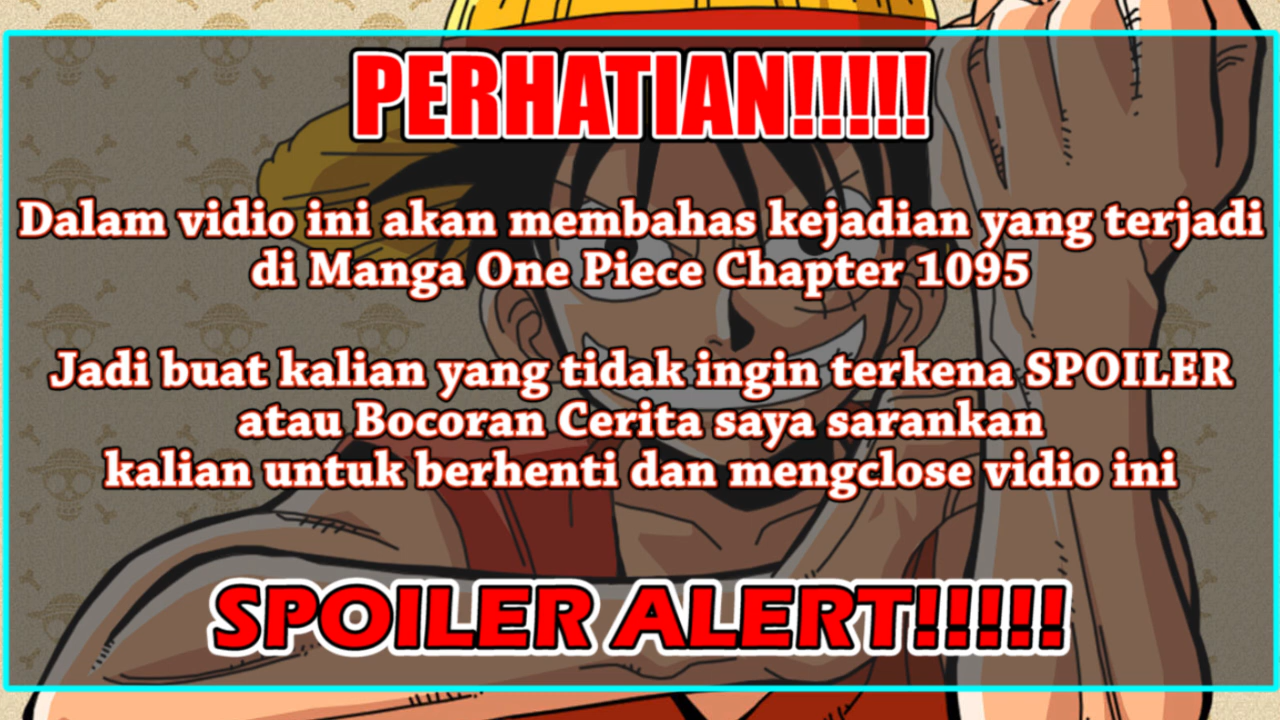 PERHATIAN!!!!!
Dalam vidio ini akan membahas kejadian yang terjadi
di Manga One Piece Chapter 1095
Jadi buat kalian yang tidak ingin terkena SPOILER
atau Bocoran Cerita saya sarankan
kalian untuk berhenti dan mengclose vidio ini
SPOILER ALERT!!!!!